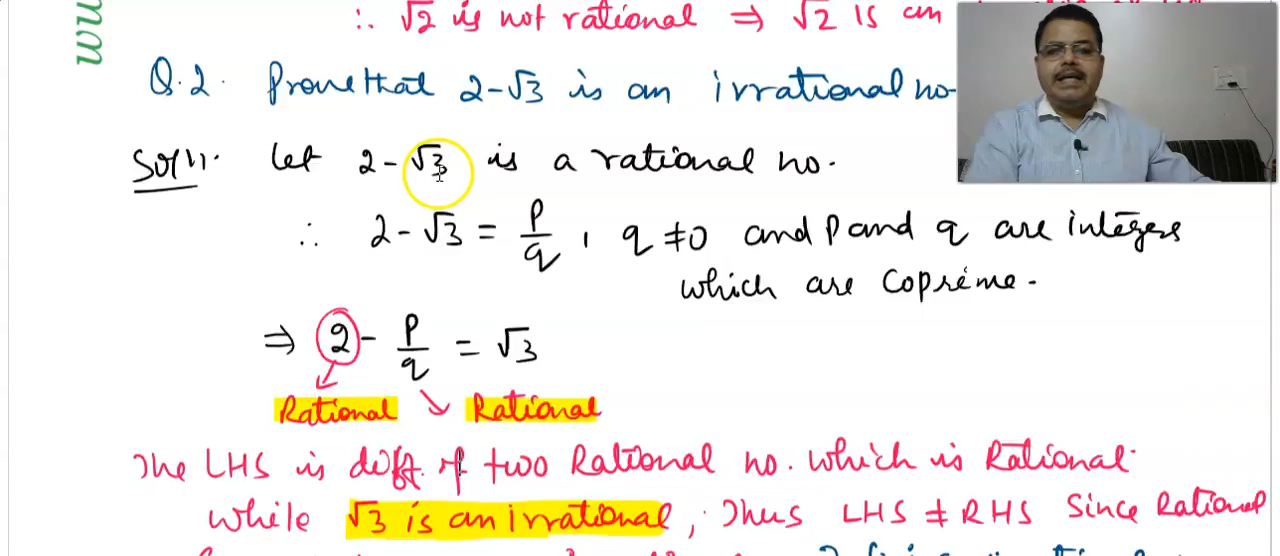 ∴ √2 is not rational ⇒ √2 is an
www
Q.2. Prove that 2-√3 is an irrational no-
Soln. let 2-√3 is a rational no.
∴ 2-√3 = p/q, q≠0 and p and q are integers
which are Coprime.
⇒ 2 - p/q = √3
Rational Rational
The LHS is diff. of two Rational no. which is Rational.
while √3 is an irrational, Thus LHS ≠ RHS Since Rational